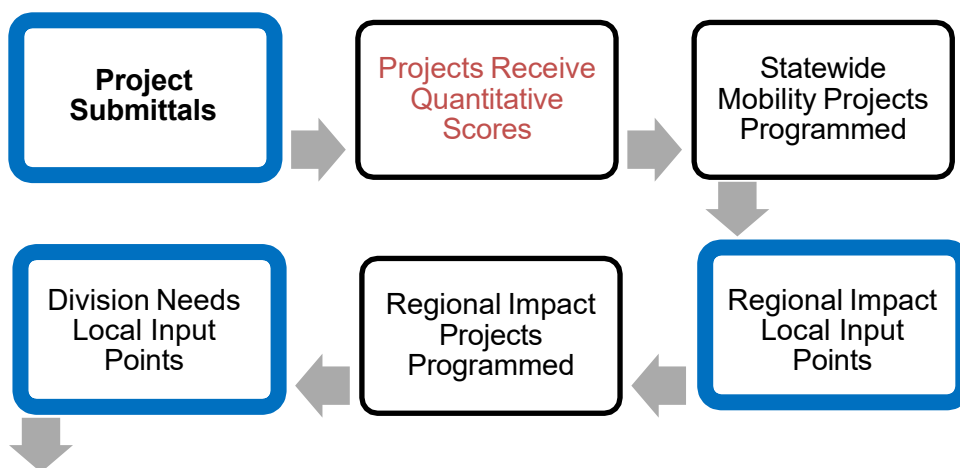 Project
Submittals
Projects Receive
Quantitative
Scores
Statewide
Mobility Projects
Programmed
Division Needs
Local Input
Points
Regional Impact
Projects
Programmed
Regional Impact
Local Input
Points